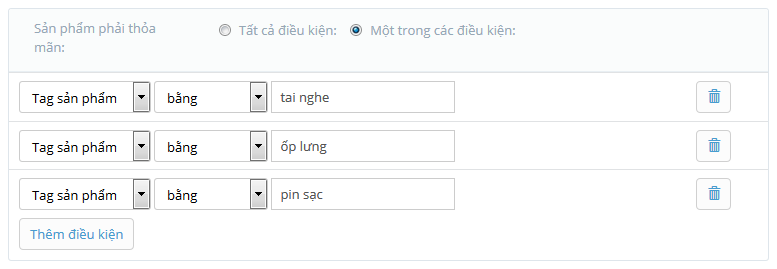 Sản phẩm phải thỏa mãn:
Tất cả điều kiện: Một trong các điều kiện:
Tag sản phẩm bằng tai nghe
Tag sản phẩm bằng ốp lưng
Tag sản phẩm bằng pin sạc
Thêm điều kiện